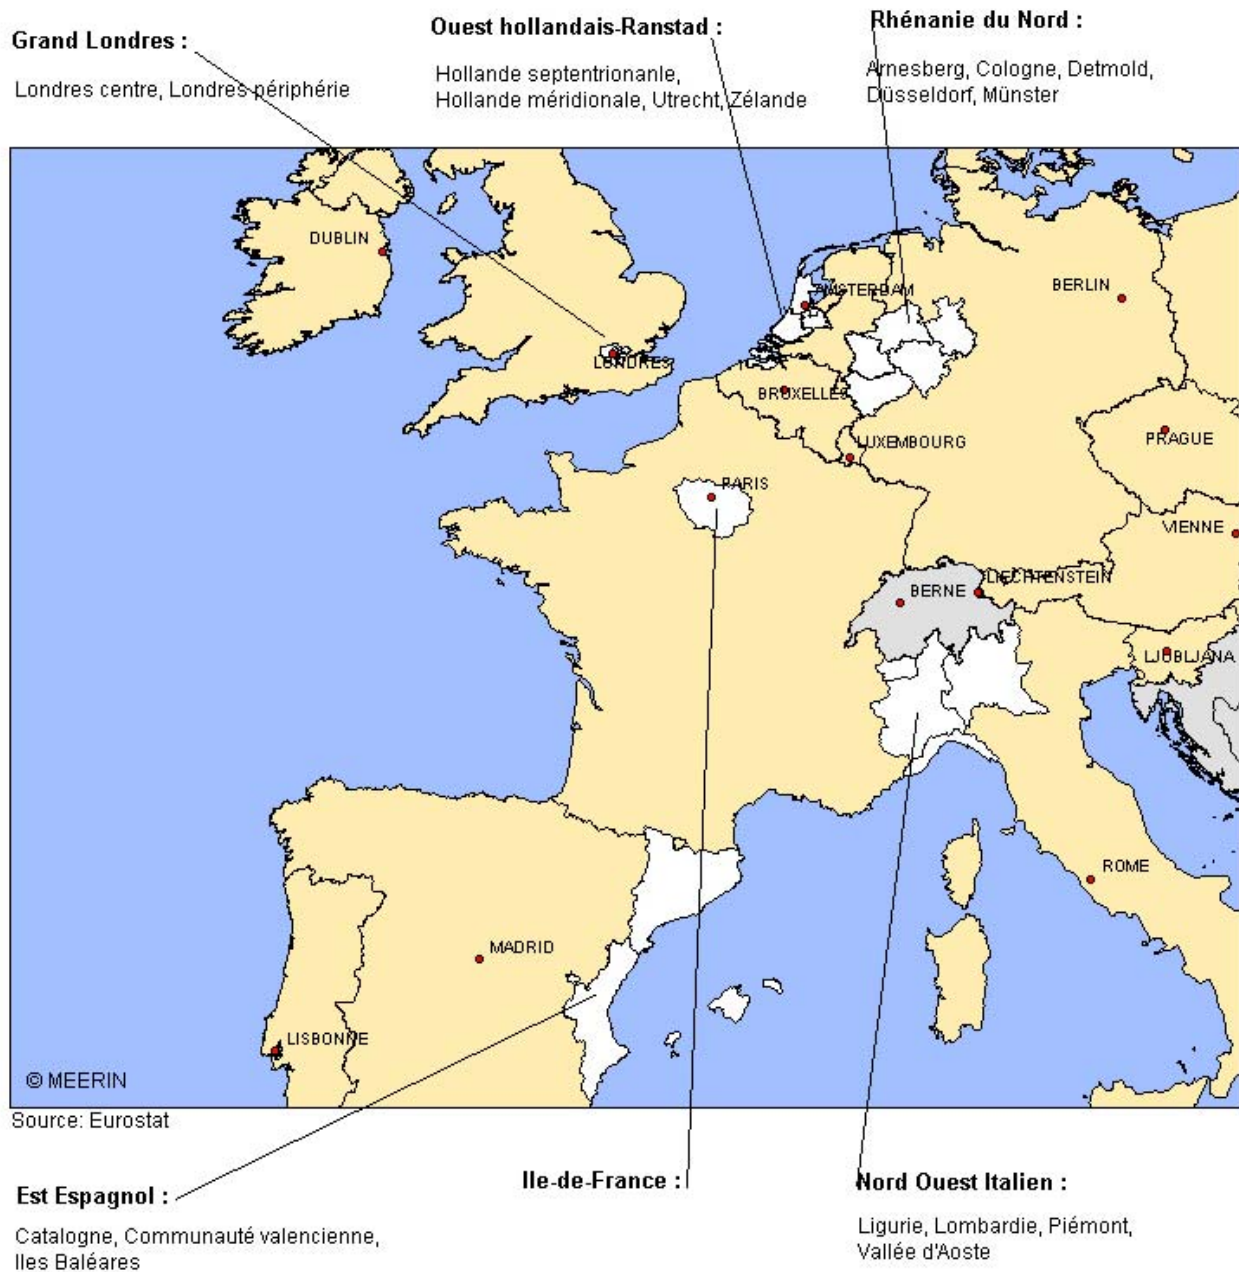 Grand Londres :
Londres centre, Londres périphérie
Ouest hollandais-Ranstad :
Hollande septentrionanle,
Hollande méridionale, Utrecht, Zélande
Rhénanie du Nord :
Arnesberg, Cologne, Detmold,
Düsseldorf, Münster
DUBLIN
AMSTERDAM
BERLIN
LONDRES
BRUXELLES
LUXEMBOURG
PRAGUE
PARIS
VIENNE
LIECHTENSTEIN
BERNE
LJUBLJANA
ROME
MADRID
LISBONNE
© MEERIN
Source: Eurostat
Est Espagnol :
Catalogne, Communauté valencienne,
Iles Baléares
Ile-de-France :
Nord Ouest Italien :
Ligurie, Lombardie, Piémont,
Vallée d'Aoste